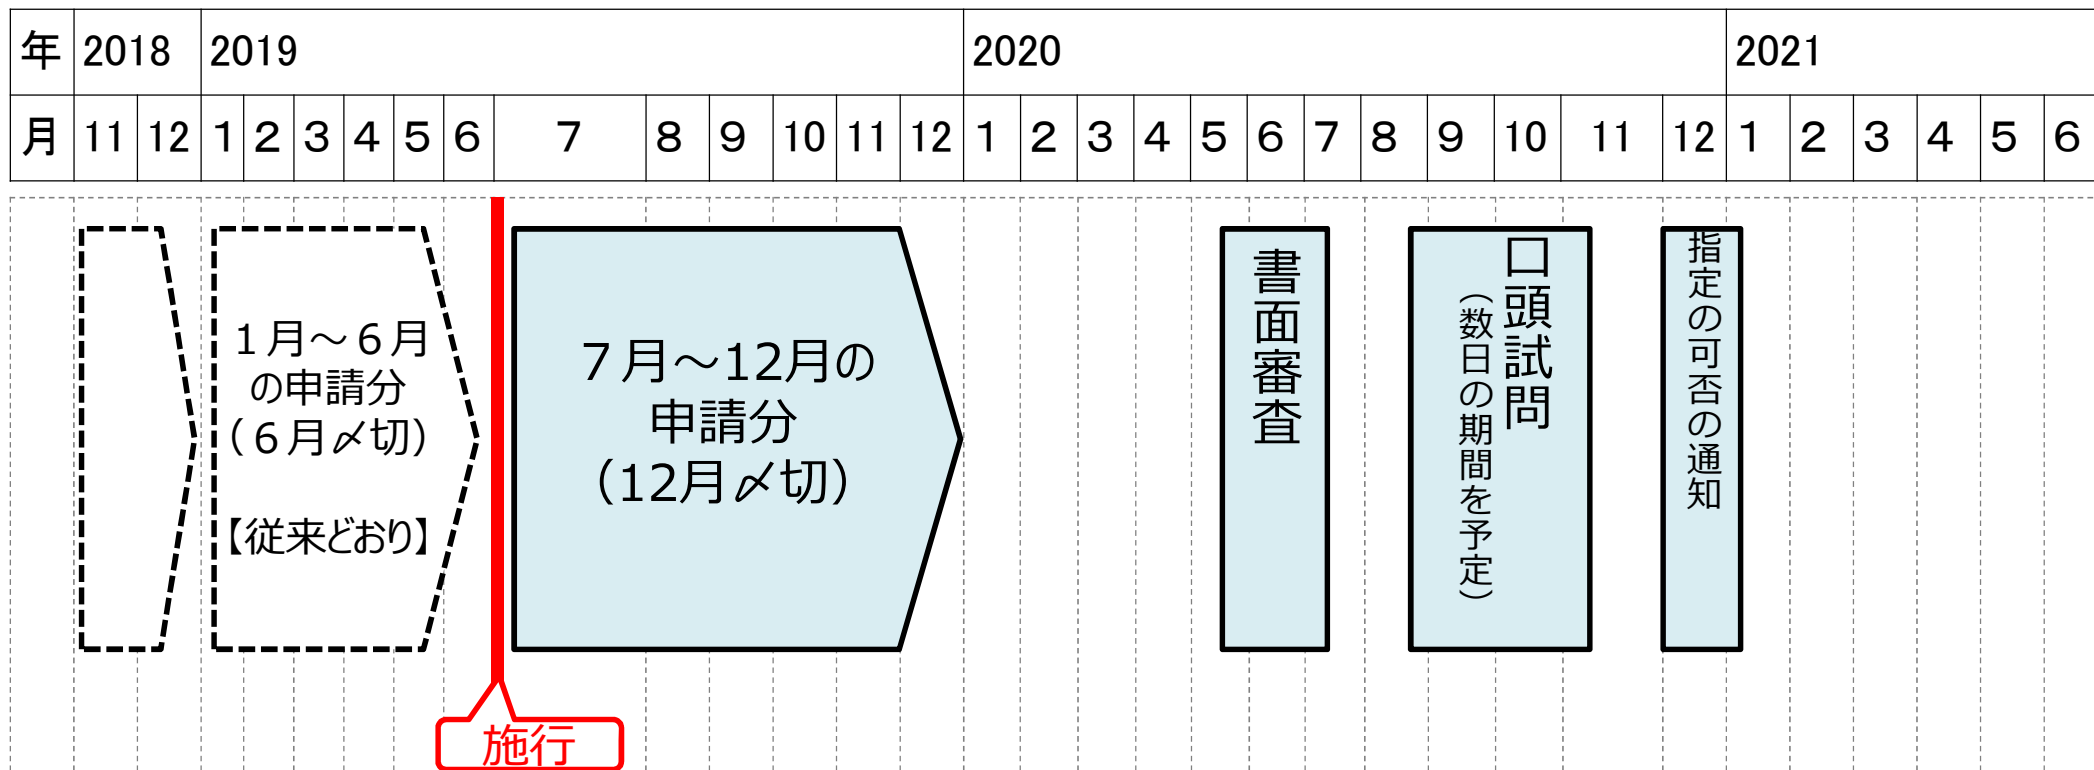 年 2018 2019 2020 2021
月 11 12 1 2 3 4 5 6 7 8 9 10 11 12 1 2 3 4 5 6 7 8 9 10 11 12 1 2 3 4 5 6
１月～６月
の申請分
（６月〆切）
【従来どおり】
７月～12月の
申請分
（12月〆切）
書面審査
口頭試問
（数日の期間を予定）
指定の可否の通知
施行